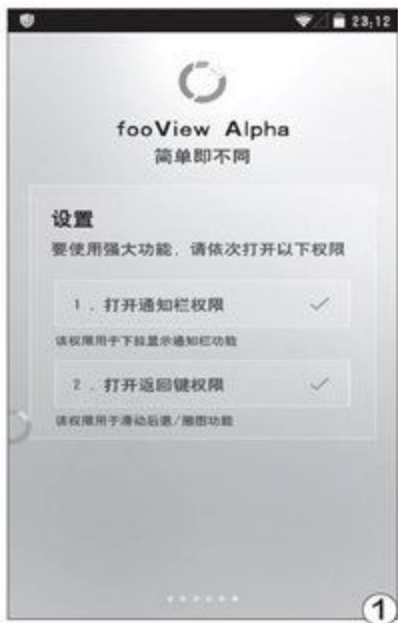 23:12
fooView Alpha
简单即不同
设置
要使用强大功能，请依次打开以下权限
1．打开通知栏权限
该权限用于下拉显示通知栏功能
2．打开返回键权限
该权限用于滑动后退/圈图功能
①